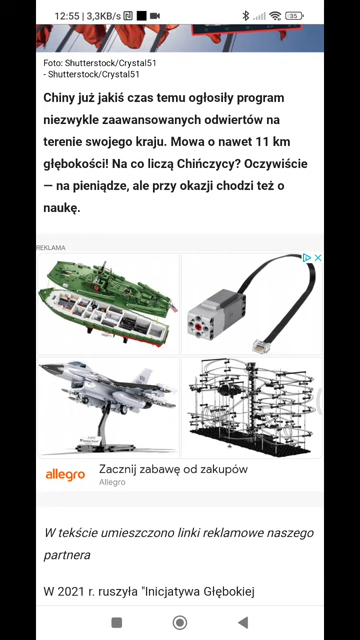 12:55 | 3,3KB/s
35
Foto: Shutterstock/Crystal51
- Shutterstock/Crystal51
Chiny już jakiś czas temu ogłosiły program
niezwykle zaawansowanych odwiertów na
terenie swojego kraju. Mowa o nawet 11 km
głębokości! Na co liczą Chińczycy? Oczywiście
— na pieniądze, ale przy okazji chodzi też o
naukę.
REKLAMA
allegro
Zacznij zabawę od zakupów
Allegro
W tekście umieszczono linki reklamowe naszego
partnera
W 2021 r. ruszyła "Inicjatywa Głębokiej